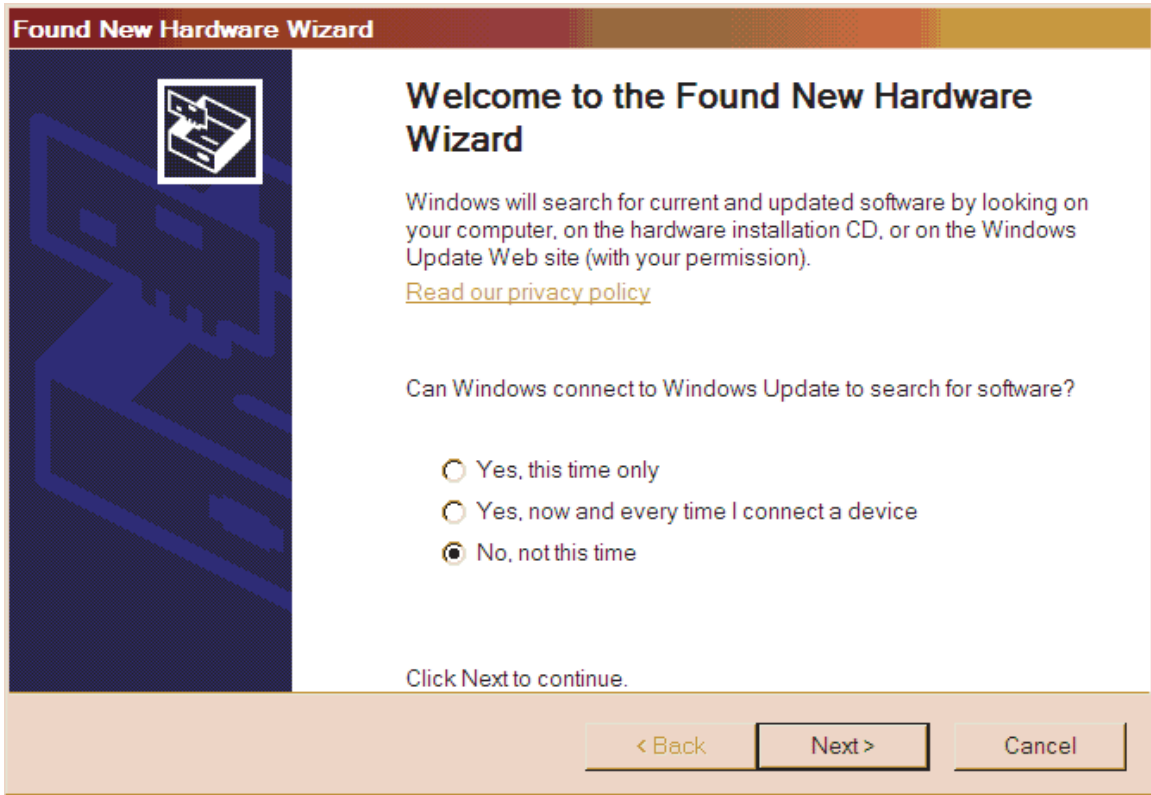 Found New Hardware Wizard
Welcome to the Found New Hardware
Wizard
Windows will search for current and updated software by looking on
your computer, on the hardware installation CD, or on the Windows
Update Web site (with your permission).
Read our privacy policy
Can Windows connect to Windows Update to search for software?
Yes, this time only
Yes, now and every time I connect a device
No, not this time
Click Next to continue.
< Back Next > Cancel